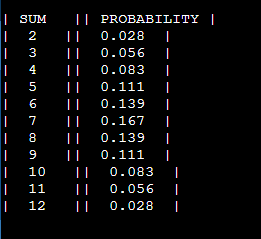 | SUM   || PROBABILITY |
|  2   ||  0.028  |
|  3   ||  0.056  |
|  4   ||  0.083  |
|  5   ||  0.111  |
|  6   ||  0.139  |
|  7   ||  0.167  |
|  8   ||  0.139  |
|  9   ||  0.111  |
|  10   ||  0.083  |
|  11   ||  0.056  |
|  12   ||  0.028  |